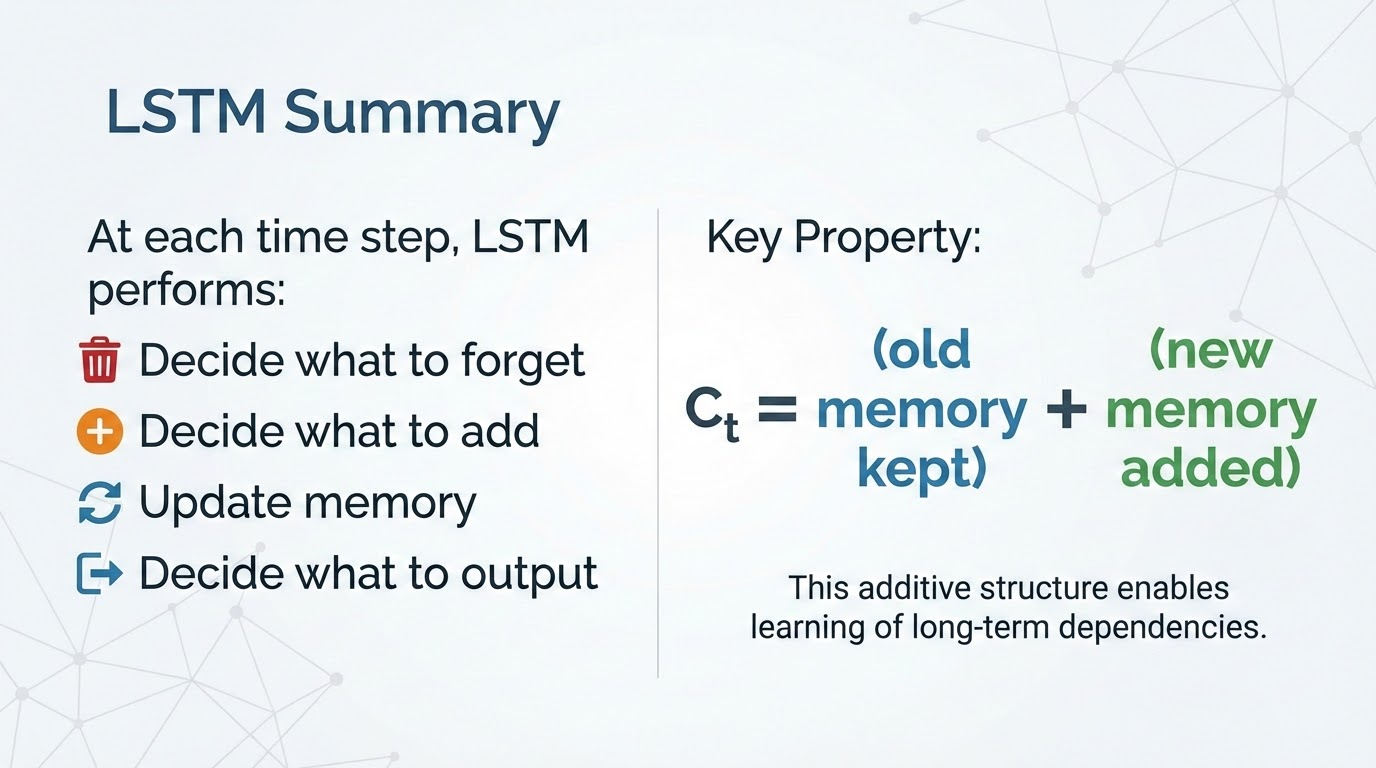 LSTM Summary
At each time step, LSTM
performs:
Decide what to forget
Decide what to add
Update memory
Decide what to output
Key Property:
C_t = (old memory kept) + (new memory added)
This additive structure enables
learning of long-term dependencies.